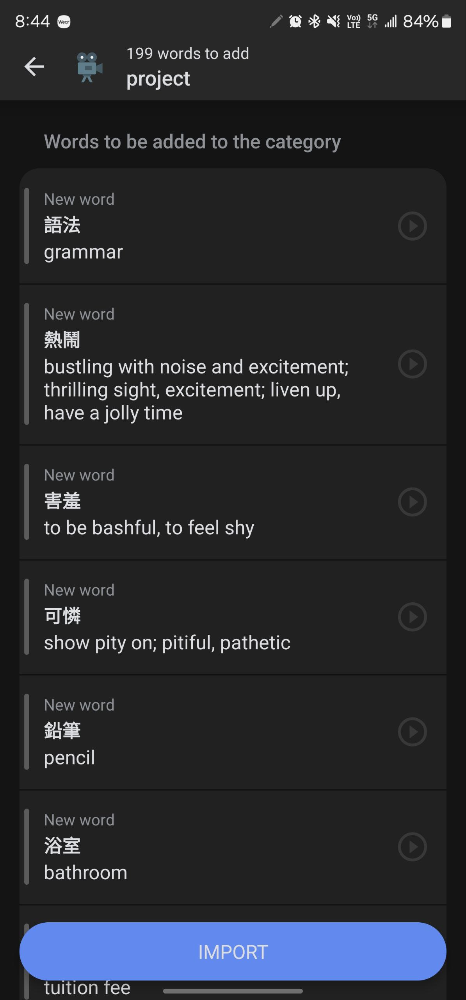 8:44 Wear Vo)) LTE 5G 84%
199 words to add
project
Words to be added to the category
New word
語法
grammar
New word
熱鬧
bustling with noise and excitement;
thrilling sight, excitement; liven up,
have a jolly time
New word
害羞
to be bashful, to feel shy
New word
可憐
show pity on; pitiful, pathetic
New word
鉛筆
pencil
New word
浴室
bathroom
IMPORT
tuition fee